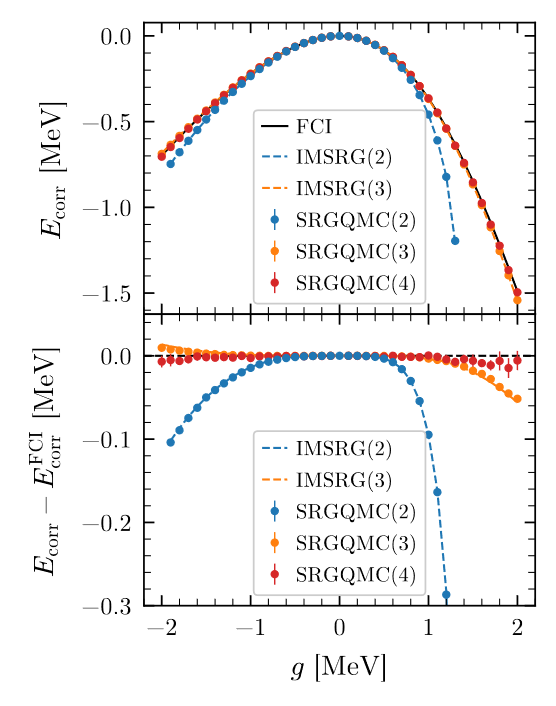 0.0
−0.5
−1.0
−1.5
E_corr [MeV]
FCI
IMSRG(2)
IMSRG(3)
SRGQMC(2)
SRGQMC(3)
SRGQMC(4)
0.0
−0.1
−0.2
−0.3
E_corr − E_corr^FCI [MeV]
IMSRG(2)
IMSRG(3)
SRGQMC(2)
SRGQMC(3)
SRGQMC(4)
−2 −1 0 1 2
g [MeV]